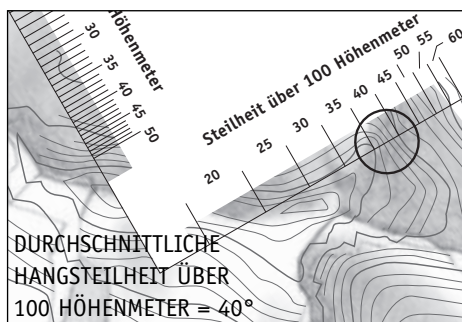 Höhenmeter
30 35 40 45 50
Steilheit über 100 Höhenmeter
20 25 30 35 40 45 50 55 60
DURCHSCHNITTLICHE
HANGSTEILHEIT ÜBER
100 HÖHENMETER = 40°